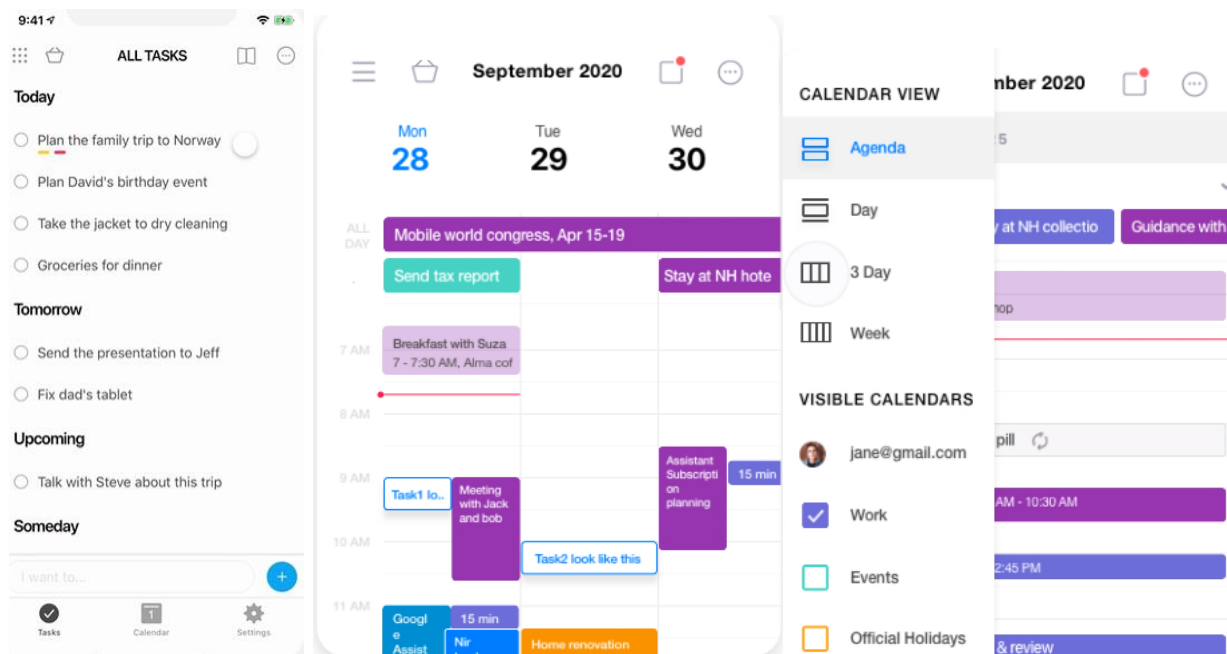 9:41
ALL TASKS
Today
Plan the family trip to Norway
Plan David's birthday event
Take the jacket to dry cleaning
Groceries for dinner
Tomorrow
Send the presentation to Jeff
Fix dad's tablet
Upcoming
Talk with Steve about this trip
Someday
I want to...
Tasks
1
Calendar
Settings
September 2020
Mon
28
Tue
29
Wed
30
ALL
DAY
Mobile world congress, Apr 15-19
Send tax report
Stay at NH hote
7 AM
Breakfast with Suza
7 - 7:30 AM, Alma cof
8 AM
9 AM
Task1 lo..
Meeting
with Jack
and bob
Assistant
Subscripti
on
planning
15 min
10 AM
Task2 look like this
11 AM
Googl
e
Assist
15 min
Nir
Home renovation
CALENDAR VIEW
Agenda
Day
3 Day
Week
VISIBLE CALENDARS
jane@gmail.com
Work
Events
Official Holidays
mber 2020
5
y at NH collectio
Guidance with
hop
pill
AM - 10:30 AM
2:45 PM
& review